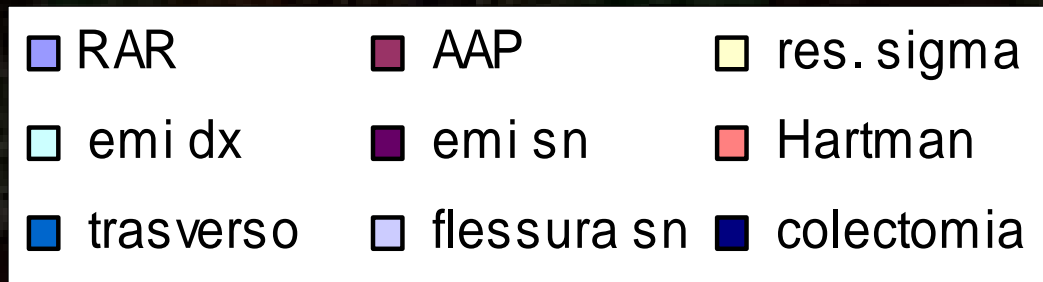 RAR AAP res. sigma
emi dx emi sn Hartman
trasverso flessura sn colectomia